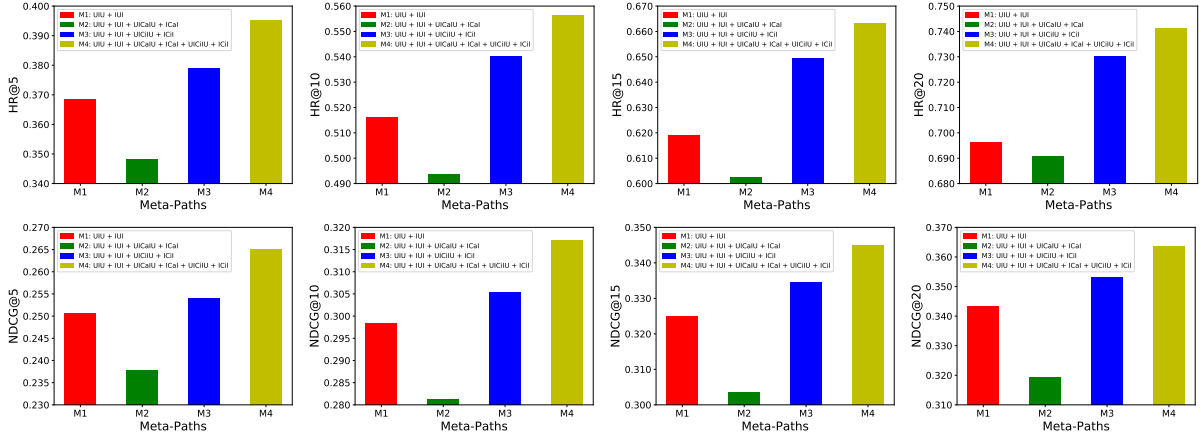 0.400
0.390
0.380
0.370
0.360
0.350
0.340
HR@5
M1: UIU + IUI
M2: UIU + IUI + UICaIU + ICaI
M3: UIU + IUI + UICiIU + ICiI
M4: UIU + IUI + UICaIU + ICaI + UICiIU + ICiI
M1 M2 M3 M4
Meta-Paths
0.560
0.550
0.540
0.530
0.520
0.510
0.500
0.490
HR@10
M1: UIU + IUI
M2: UIU + IUI + UICaIU + ICaI
M3: UIU + IUI + UICiIU + ICiI
M4: UIU + IUI + UICaIU + ICaI + UICiIU + ICiI
M1 M2 M3 M4
Meta-Paths
0.670
0.660
0.650
0.640
0.630
0.620
0.610
0.600
HR@15
M1: UIU + IUI
M2: UIU + IUI + UICaIU + ICaI
M3: UIU + IUI + UICiIU + ICiI
M4: UIU + IUI + UICaIU + ICaI + UICiIU + ICiI
M1 M2 M3 M4
Meta-Paths
0.750
0.740
0.730
0.720
0.710
0.700
0.690
0.680
HR@20
M1: UIU + IUI
M2: UIU + IUI + UICaIU + ICaI
M3: UIU + IUI + UICiIU + ICiI
M4: UIU + IUI + UICaIU + ICaI + UICiIU + ICiI
M1 M2 M3 M4
Meta-Paths
0.270
0.265
0.260
0.255
0.250
0.245
0.240
0.235
0.230
NDCG@5
M1: UIU + IUI
M2: UIU + IUI + UICaIU + ICaI
M3: UIU + IUI + UICiIU + ICiI
M4: UIU + IUI + UICaIU + ICaI + UICiIU + ICiI
M1 M2 M3 M4
Meta-Paths
0.320
0.315
0.310
0.305
0.300
0.295
0.290
0.285
0.280
NDCG@10
M1: UIU + IUI
M2: UIU + IUI + UICaIU + ICaI
M3: UIU + IUI + UICiIU + ICiI
M4: UIU + IUI + UICaIU + ICaI + UICiIU + ICiI
M1 M2 M3 M4
Meta-Paths
0.350
0.340
0.330
0.320
0.310
0.300
NDCG@15
M1: UIU + IUI
M2: UIU + IUI + UICaIU + ICaI
M3: UIU + IUI + UICiIU + ICiI
M4: UIU + IUI + UICaIU + ICaI + UICiIU + ICiI
M1 M2 M3 M4
Meta-Paths
0.370
0.360
0.350
0.340
0.330
0.320
0.310
NDCG@20
M1: UIU + IUI
M2: UIU + IUI + UICaIU + ICaI
M3: UIU + IUI + UICiIU + ICiI
M4: UIU + IUI + UICaIU + ICaI + UICiIU + ICiI
M1 M2 M3 M4
Meta-Paths